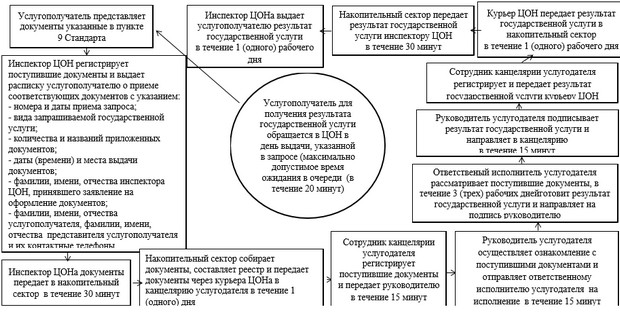 Услугополучатель представляет
документы указанные в пункте
9 Стандарта
Инспектор ЦОНа выдает
услугополучателю результат
государственной услуги
в течение 1 (одного) рабочего
дня
Накопительный сектор передает
результат государственной
услуги инспектору ЦОН
в течение 30 минут
Курьер ЦОН передает результат
государственной услуги в
накопительный сектор
в течение 1 (одного) рабочего дня
Инспектор ЦОН регистрирует
поступившие документы и выдает
расписку услугополучателю о приеме
соответствующих документов с указанием:
- номера и даты приема запроса;
- вида запрашиваемой государственной
услуги;
- количества и названий приложенных
документов;
- даты (времени) и места выдачи
документов;
- фамилии, имени, отчества инспектора
ЦОН, принявшего заявление на
оформление документов;
- фамилии, имени, отчества
услугополучателя, фамилии, имени,
отчества представителя услугополучателя
и их контактные телефоны
Услугополучатель для
получения результата
государственной услуги
обращается в ЦОН в
день выдачи, указанной
в запросе (максимально
допустимое время
ожидания в очереди (в
течение 20 минут)
Сотрудник канцелярии услугодателя
регистрирует и передает результат
государственной услуги курьеру ЦОН
Руководитель услугодателя подписывает
результат государственной услуги и
направляет в канцелярию
в течение 15 минут
Ответственый исполнитель услугодателя
рассматривает поступившие документы, в
течение 3 (трех) рабочих днейготовит результат
государственной услуги и направляет на
подпись руководителю
Инспектор ЦОНа документы
передает в накопительный
сектор в течение 30 минут
Накопительный сектор собирает
документы, составляет реестр и передает
документы через курьера ЦОНа в
канцелярию услугодателя в течение 1
(одного) дня
Сотрудник канцелярии
услугодателя
регистрирует
поступившие документы
и передает руководителю
в течение 15 минут
Руководитель услугодателя
осуществляет ознакомление с
поступившими документами и
отправляет ответственному
исполнителю услугодателя на
исполнение в течение 15 минут